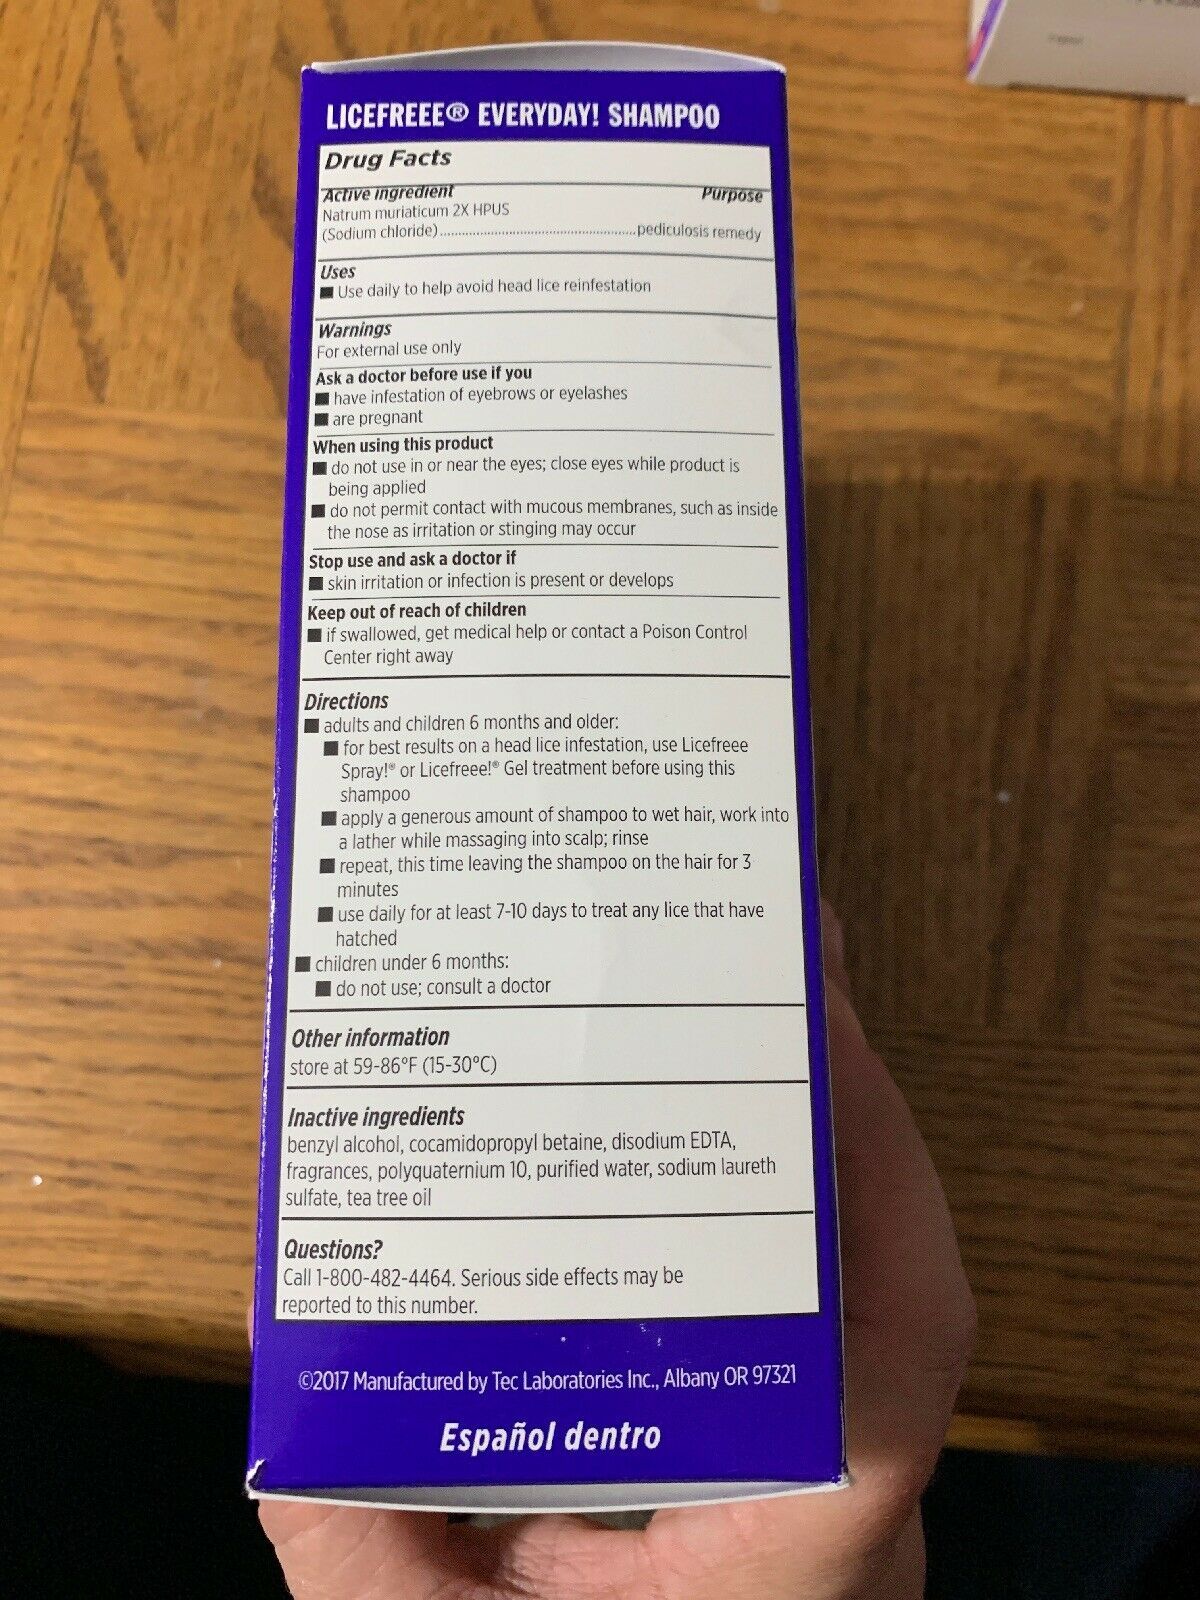 LICEFREEE® EVERYDAY! SHAMPOO
Drug Facts
Active ingredient Purpose
Natrum muriaticum 2X HPUS
(Sodium chloride)..................................................pediculosis remedy
Uses
■ Use daily to help avoid head lice reinfestation
Warnings
For external use only
Ask a doctor before use if you
■ have infestation of eyebrows or eyelashes
■ are pregnant
When using this product
■ do not use in or near the eyes; close eyes while product is
being applied
■ do not permit contact with mucous membranes, such as inside
the nose as irritation or stinging may occur
Stop use and ask a doctor if
■ skin irritation or infection is present or develops
Keep out of reach of children
■ if swallowed, get medical help or contact a Poison Control
Center right away
Directions
■ adults and children 6 months and older:
■ for best results on a head lice infestation, use Licefreee
Spray!® or Licefreee!® Gel treatment before using this
shampoo
■ apply a generous amount of shampoo to wet hair, work into
a lather while massaging into scalp; rinse
■ repeat, this time leaving the shampoo on the hair for 3
minutes
■ use daily for at least 7-10 days to treat any lice that have
hatched
■ children under 6 months:
■ do not use; consult a doctor
Other information
store at 59-86°F (15-30°C)
Inactive ingredients
benzyl alcohol, cocamidopropyl betaine, disodium EDTA,
fragrances, polyquaternium 10, purified water, sodium laureth
sulfate, tea tree oil
Questions?
Call 1-800-482-4464. Serious side effects may be
reported to this number.
©2017 Manufactured by Tec Laboratories Inc., Albany OR 97321
Español dentro